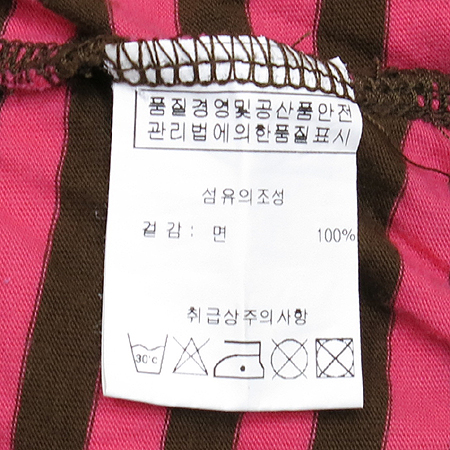 품질경영및공산품안전
관리법에의한품질표시
섬유의조성
겉감: 면 100%
취급상주의사항
30℃